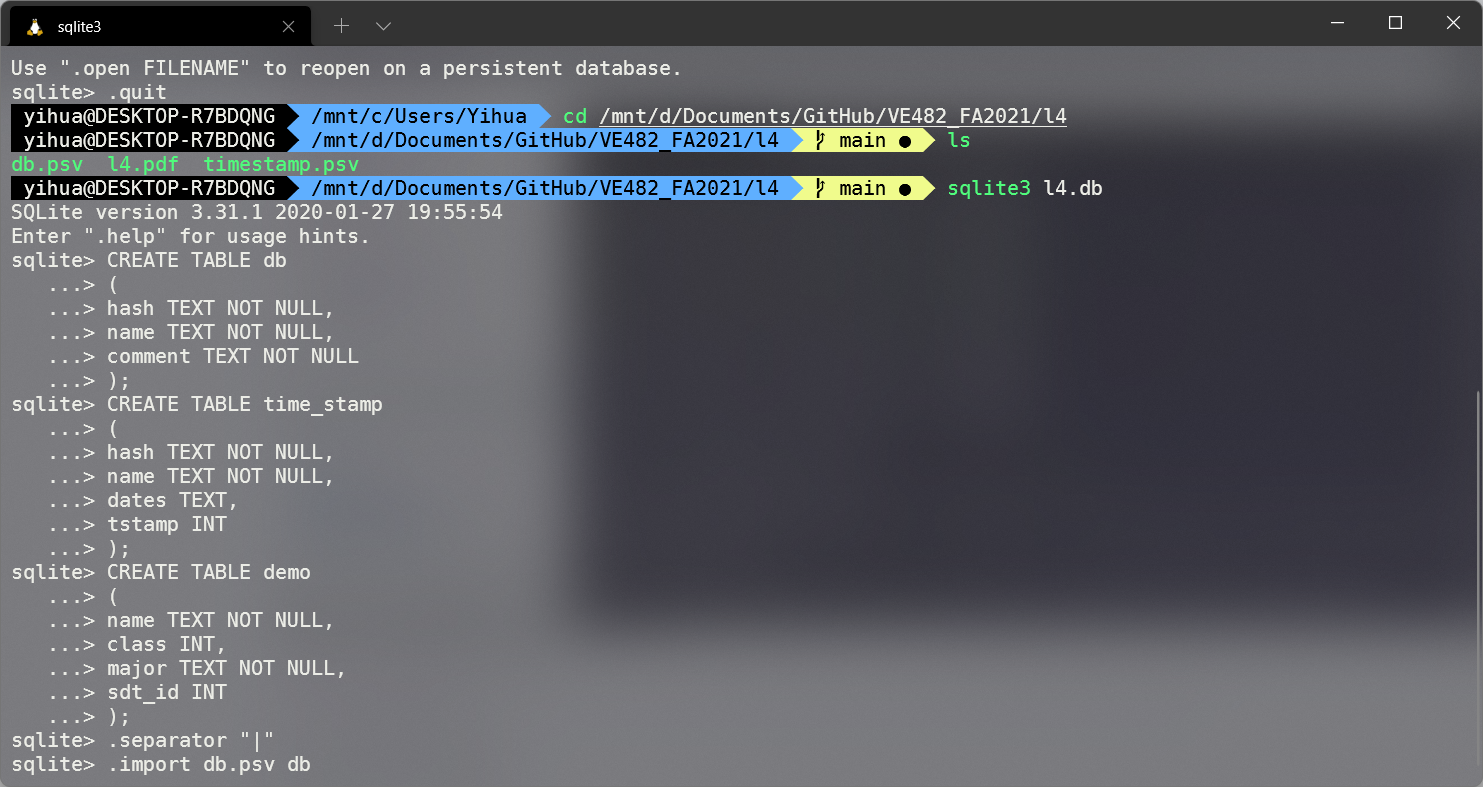 sqlite3
Use ".open FILENAME" to reopen on a persistent database.
sqlite> .quit
yihua@DESKTOP-R7BDQNG /mnt/c/Users/Yihua cd /mnt/d/Documents/GitHub/VE482_FA2021/l4
yihua@DESKTOP-R7BDQNG /mnt/d/Documents/GitHub/VE482_FA2021/l4 main ● ls
db.psv  l4.pdf  timestamp.psv
yihua@DESKTOP-R7BDQNG /mnt/d/Documents/GitHub/VE482_FA2021/l4 main ● sqlite3 l4.db
SQLite version 3.31.1 2020-01-27 19:55:54
Enter ".help" for usage hints.
sqlite> CREATE TABLE db
   ...> (
   ...> hash TEXT NOT NULL,
   ...> name TEXT NOT NULL,
   ...> comment TEXT NOT NULL
   ...> );
sqlite> CREATE TABLE time_stamp
   ...> (
   ...> hash TEXT NOT NULL,
   ...> name TEXT NOT NULL,
   ...> dates TEXT,
   ...> tstamp INT
   ...> );
sqlite> CREATE TABLE demo
   ...> (
   ...> name TEXT NOT NULL,
   ...> class INT,
   ...> major TEXT NOT NULL,
   ...> sdt_id INT
   ...> );
sqlite> .separator "|"
sqlite> .import db.psv db